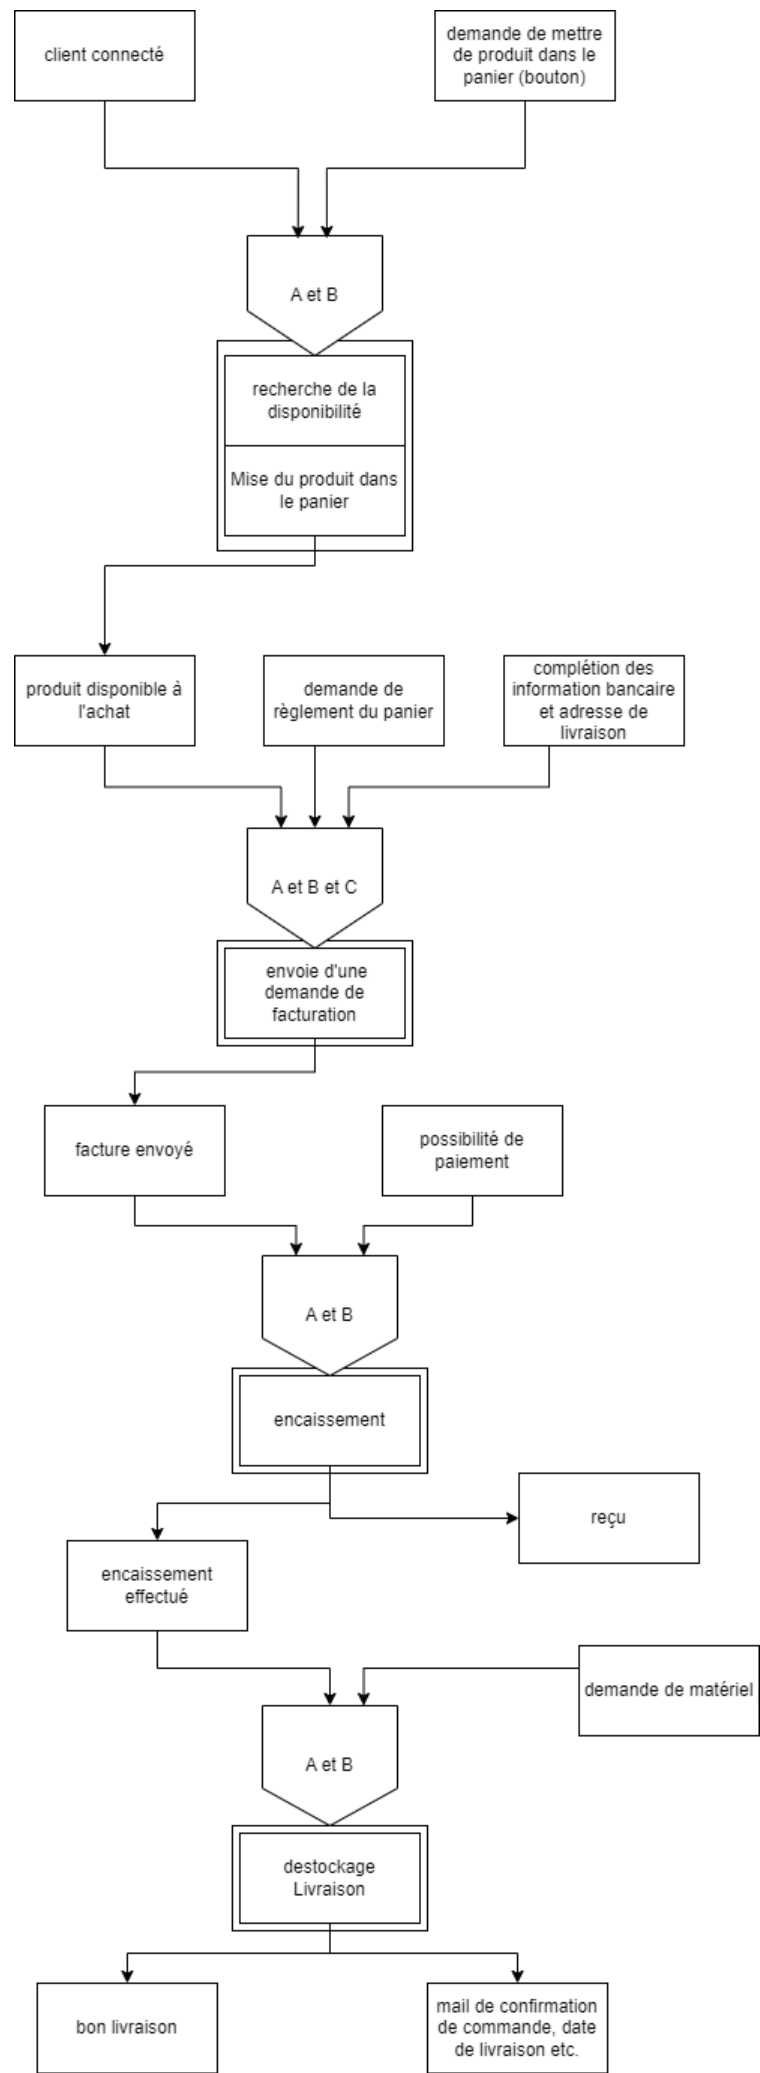 client connecté
demande de mettre
de produit dans le
panier (bouton)
A et B
recherche de la
disponibilité
Mise du produit dans
le panier
produit disponible à
l'achat
demande de
règlement du panier
complétion des
information bancaire
et adresse de
livraison
A et B et C
envoie d'une
demande de
facturation
facture envoyé
possibilité de
paiement
A et B
encaissement
reçu
encaissement
effectué
demande de matériel
A et B
destockage
Livraison
bon livraison
mail de confirmation
de commande, date
de livraison etc.